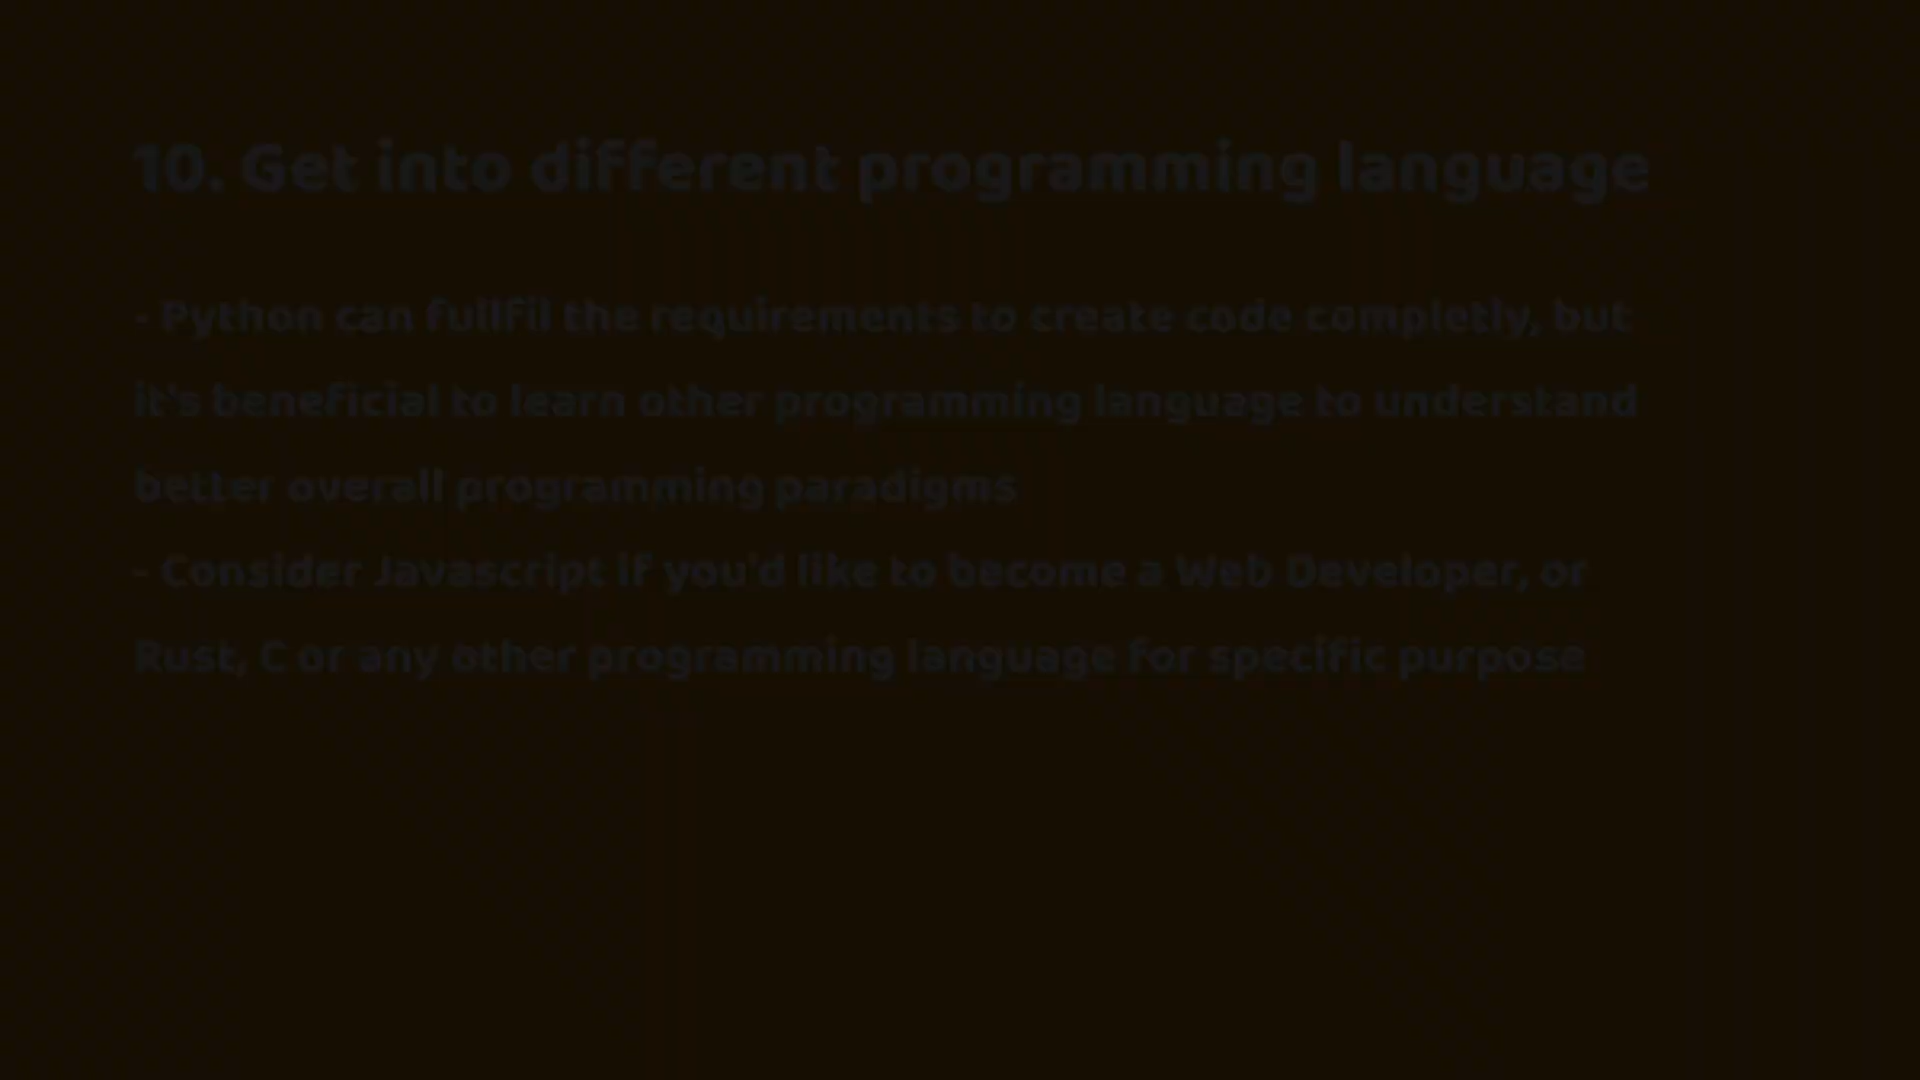 10. Get into different programming language
- Python can fullfil the requirements to create code completly, but
it's beneficial to learn other programming language to understand
better overall programming paradigms
- Consider Javascript if you'd like to become a Web Developer, or
Rust, C or any other programming language for specific purpose